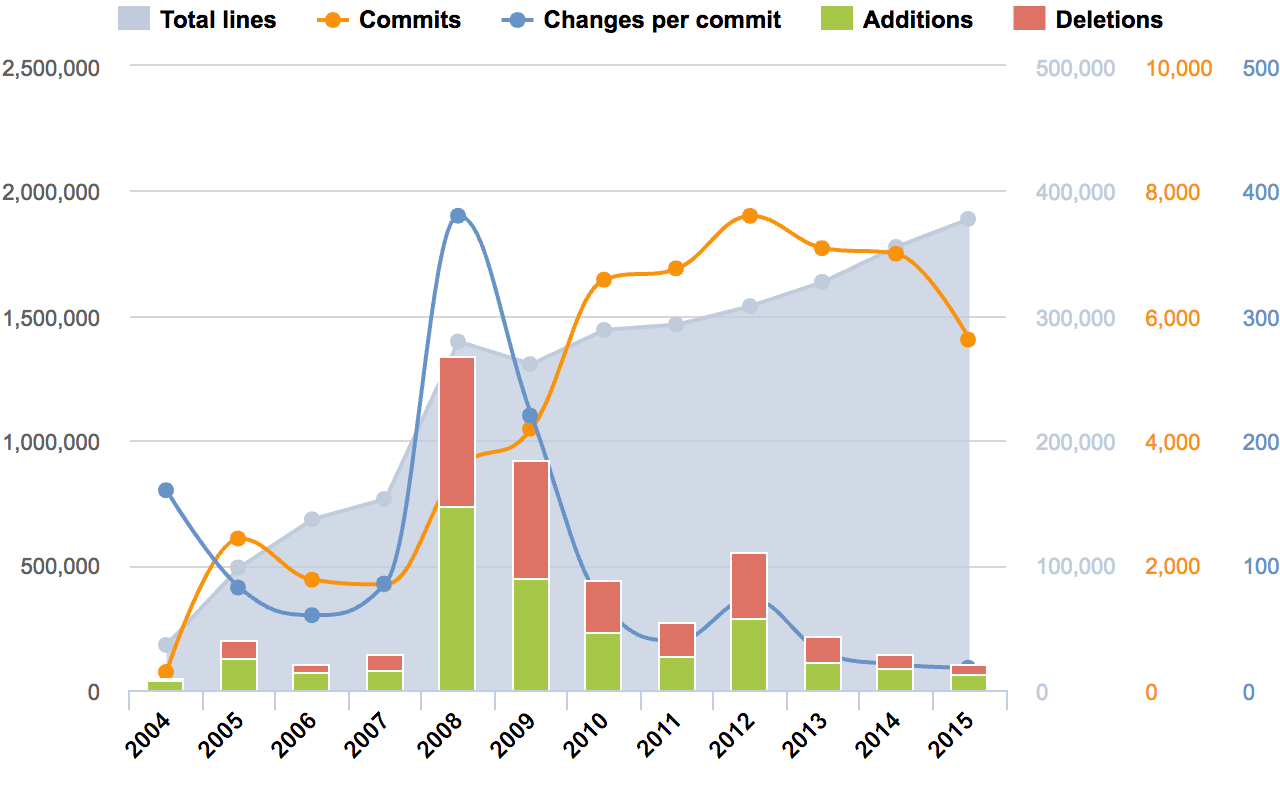 Total lines Commits Changes per commit Additions Deletions
2,500,000 500,000 10,000 500
2,000,000 400,000 8,000 400
1,500,000 300,000 6,000 300
1,000,000 200,000 4,000 200
500,000 100,000 2,000 100
0 0 0 0
2004 2005 2006 2007 2008 2009 2010 2011 2012 2013 2014 2015